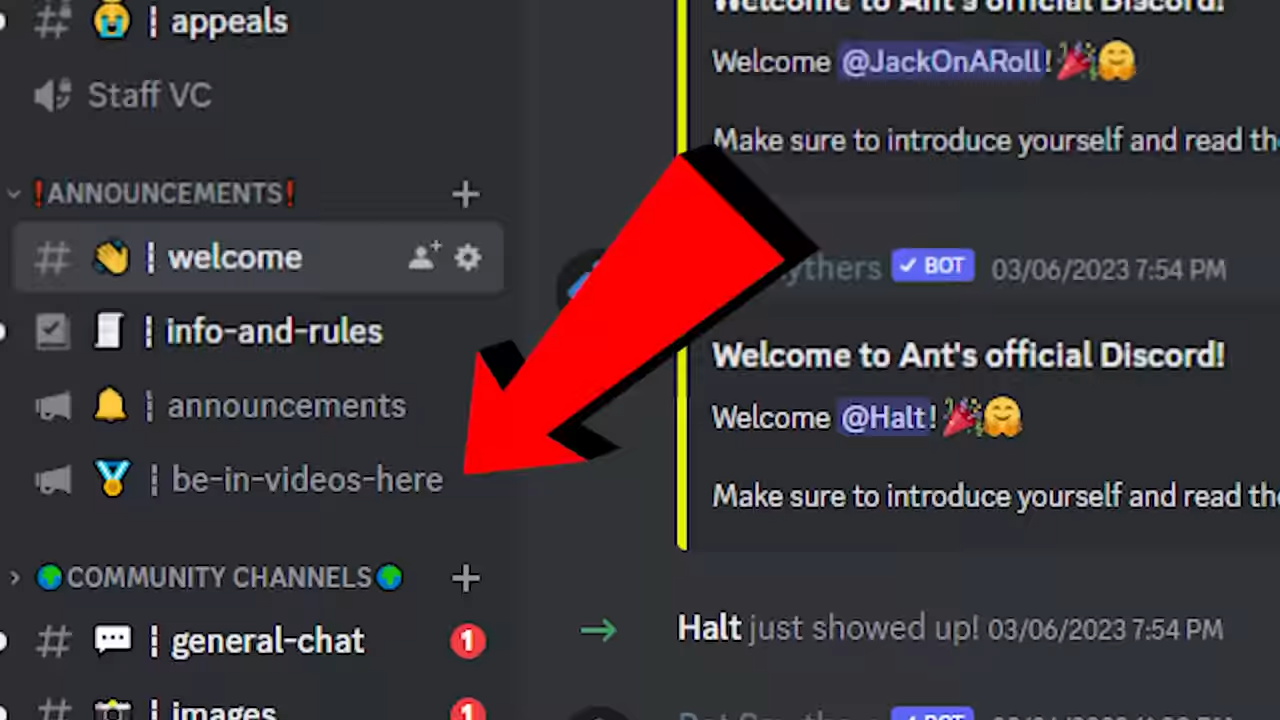 appeals
Staff VC
❗ANNOUNCEMENTS❗
welcome
info-and-rules
announcements
be-in-videos-here
COMMUNITY CHANNELS
general-chat
1
images
1
Welcome to Ant's official Discord!
Welcome @JackOnARoll!
Make sure to introduce yourself and read
BOT 03/06/2023 7:54 PM
Welcome to Ant's official Discord!
Welcome @Halt!
Make sure to introduce yourself and read
Halt just showed up! 03/06/2023 7:54 PM
BOT